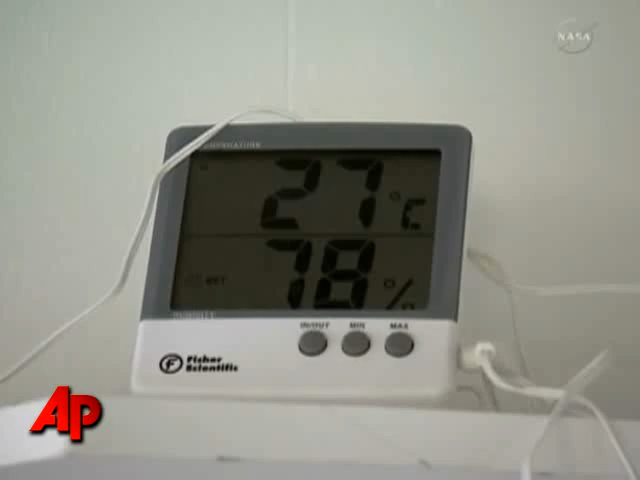 NASA
27 °C
78 %
IN/OUT MIN MAX
F Fisher
Scientific
AP